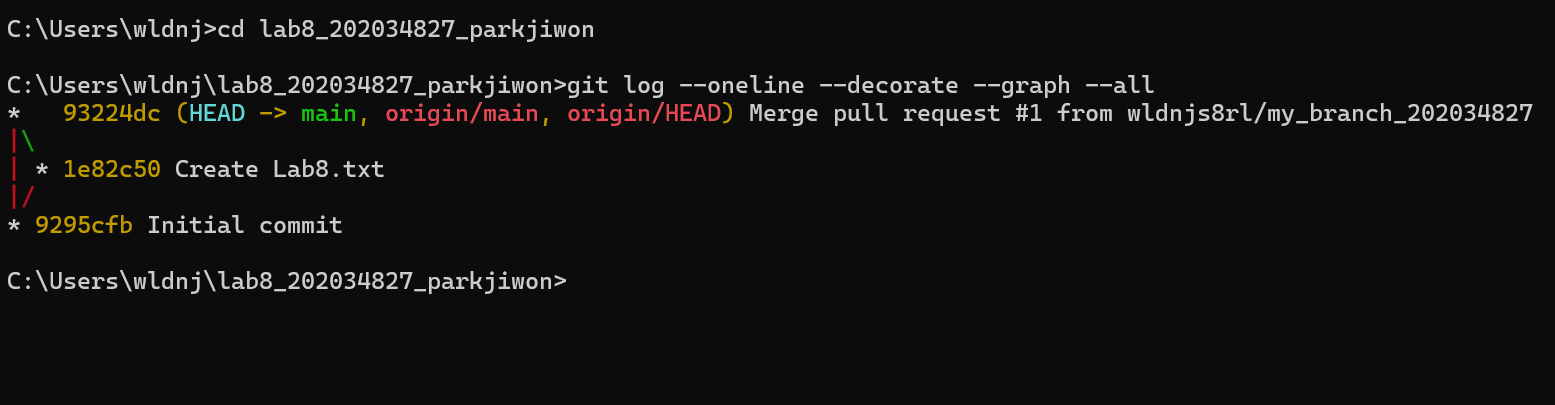 C:\Users\wldnj>cd lab8_202034827_parkjiwon
C:\Users\wldnj\lab8_202034827_parkjiwon>git log --oneline --decorate --graph --all
*   93224dc (HEAD -> main, origin/main, origin/HEAD) Merge pull request #1 from wldnjs8rl/my_branch_202034827
|\
| * 1e82c50 Create Lab8.txt
|/
* 9295cfb Initial commit
C:\Users\wldnj\lab8_202034827_parkjiwon>